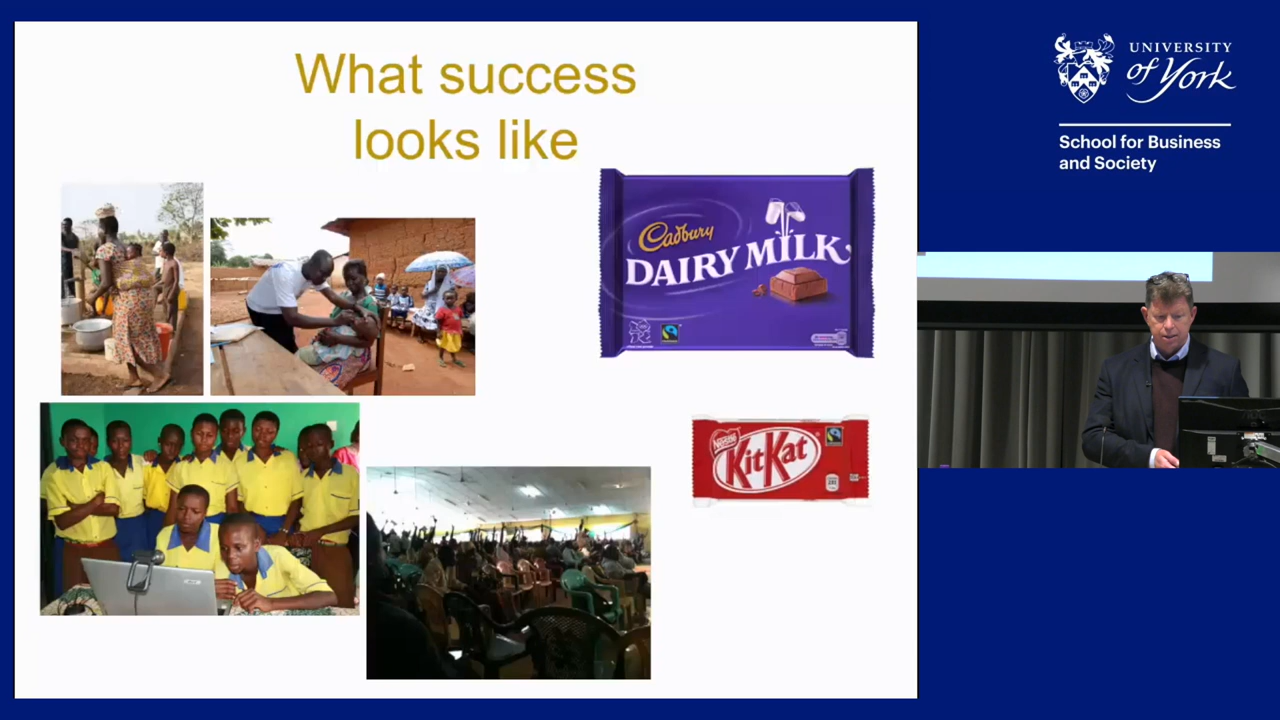 What success
looks like
Cadbury
DAIRY MILK
Nestlé
KitKat
UNIVERSITY
of York
School for Business
and Society